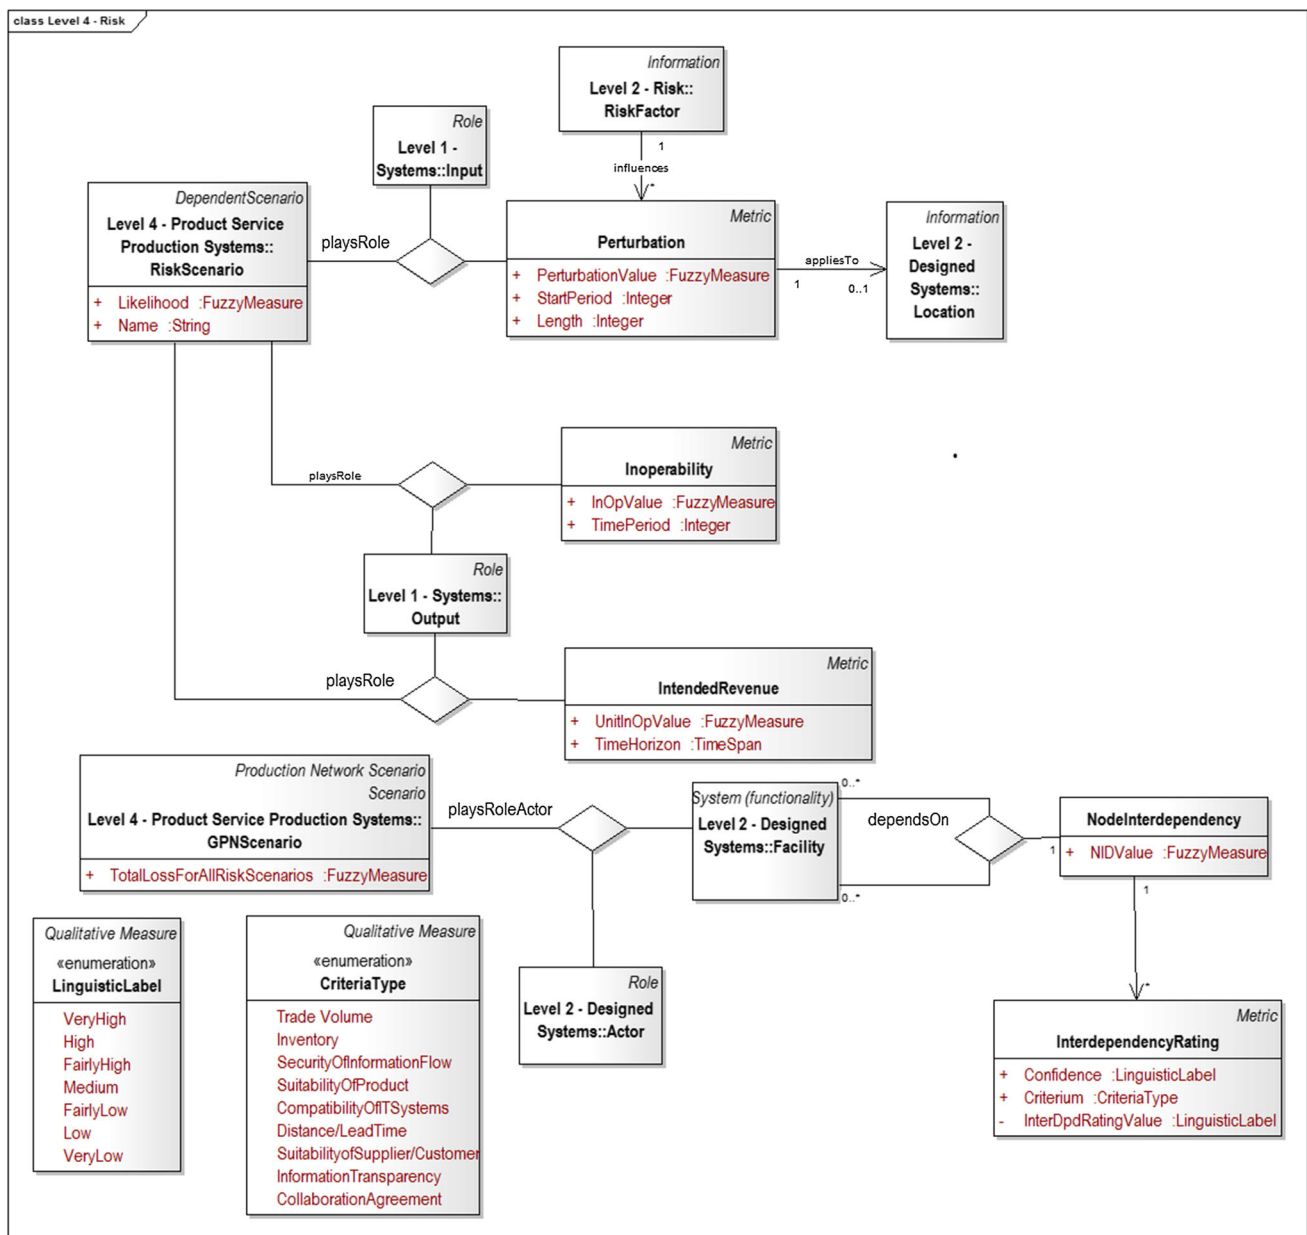 class Level 4 - Risk
Information
Level 2 - Risk::
RiskFactor
1
influences
*
Role
Level 1 -
Systems::Input
DependentScenario
Level 4 - Product Service
Production Systems::
RiskScenario
+ Likelihood :FuzzyMeasure
+ Name :String
playsRole
Metric
Perturbation
+ PerturbationValue :FuzzyMeasure
+ StartPeriod :Integer
+ Length :Integer
appliesTo
1
0..1
Information
Level 2 -
Designed
Systems::
Location
playsRole
Metric
Inoperability
+ InOpValue :FuzzyMeasure
+ TimePeriod :Integer
Role
Level 1 - Systems::
Output
playsRole
Metric
IntendedRevenue
+ UnitInOpValue :FuzzyMeasure
+ TimeHorizon :TimeSpan
Production Network Scenario
Scenario
Level 4 - Product Service Production Systems::
GPNScenario
+ TotalLossForAllRiskScenarios :FuzzyMeasure
playsRoleActor
System (functionality)
Level 2 - Designed
Systems::Facility
0..*
dependsOn
0..*
1
NodeInterdependency
+ NIDValue :FuzzyMeasure
1
*
Role
Level 2 - Designed
Systems::Actor
Metric
InterdependencyRating
+ Confidence :LinguisticLabel
+ Criterium :CriteriaType
- InterDpdRatingValue :LinguisticLabel
Qualitative Measure
«enumeration»
LinguisticLabel
VeryHigh
High
FairlyHigh
Medium
FairlyLow
Low
VeryLow
Qualitative Measure
«enumeration»
CriteriaType
Trade Volume
Inventory
SecurityOfInformationFlow
SuitabilityOfProduct
CompatibilityOfITSystems
Distance/LeadTime
SuitabilityofSupplier/Customer
InformationTransparency
CollaborationAgreement